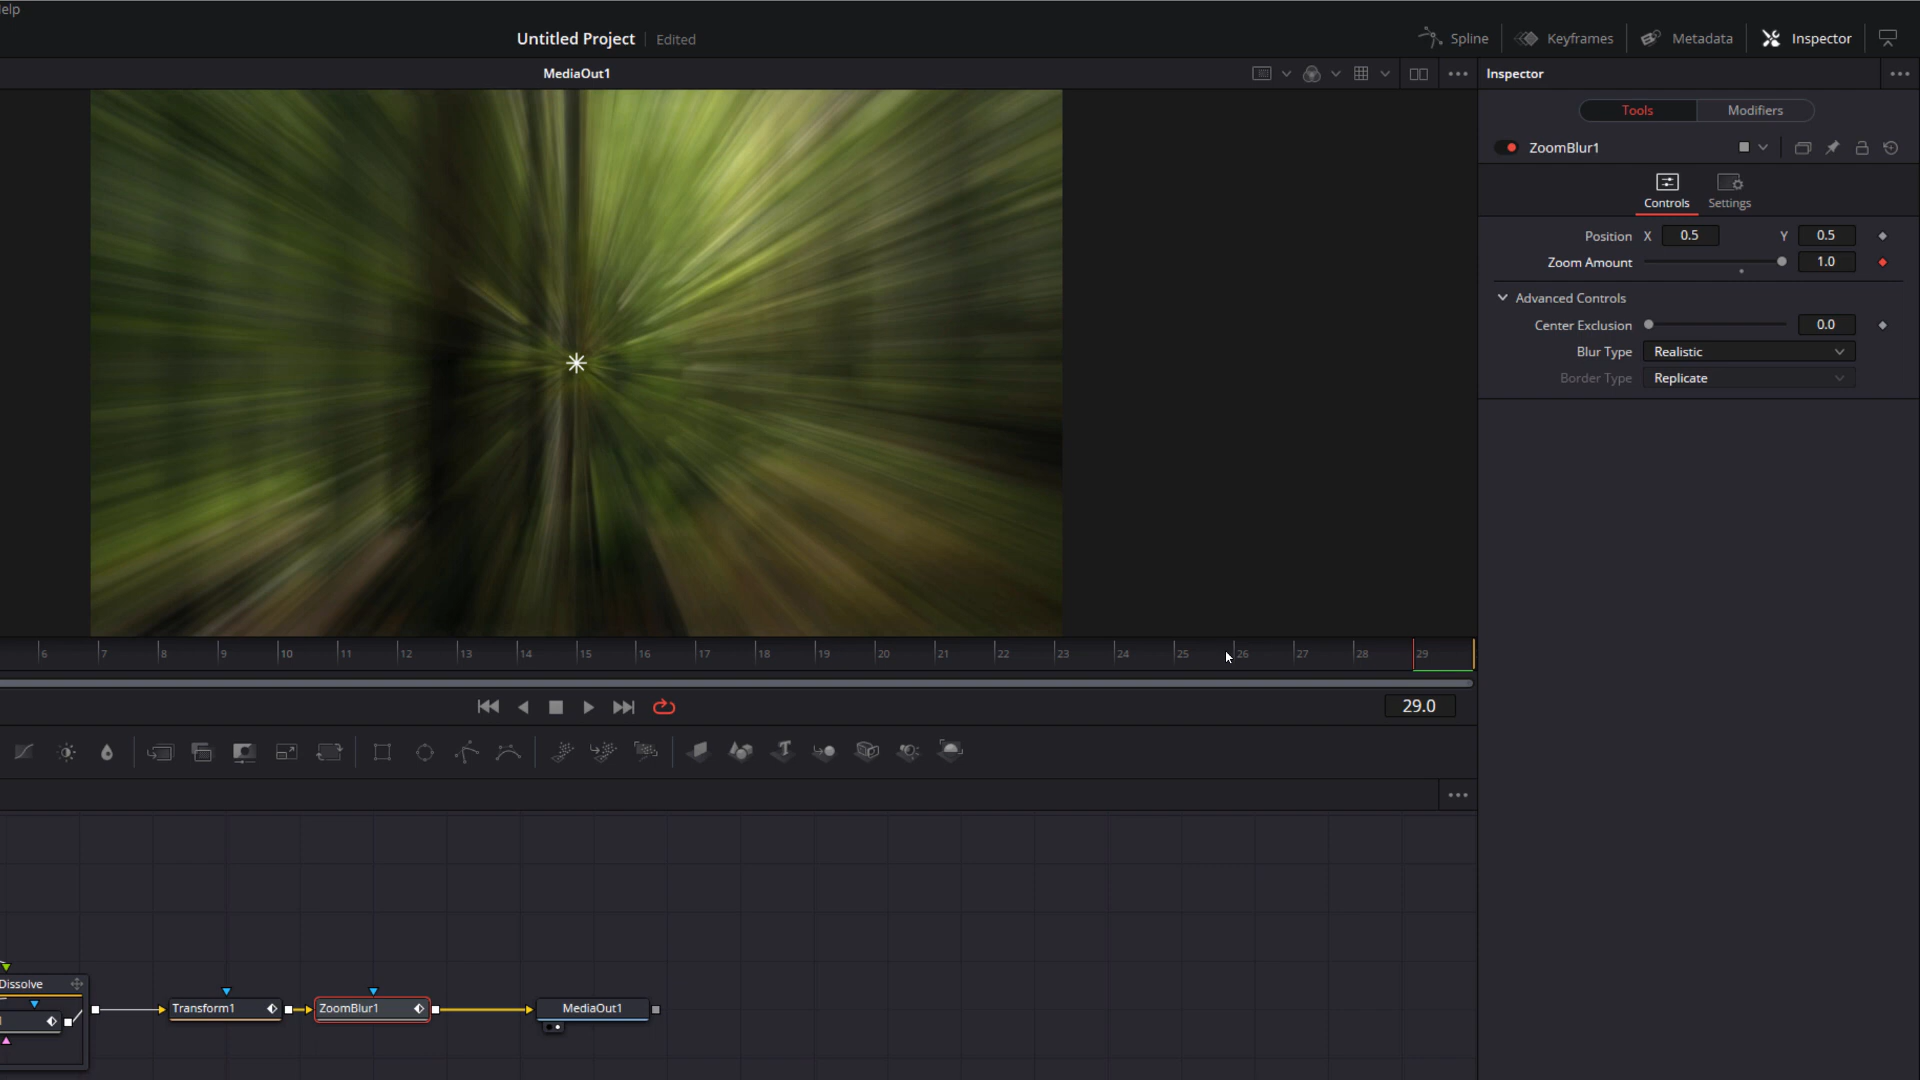 elp
Untitled Project
Edited
Spline
Keyframes
Metadata
Inspector
MediaOut1
Inspector
Tools
Modifiers
ZoomBlur1
Controls
Settings
Position X 0.5 Y 0.5
Zoom Amount 1.0
Advanced Controls
Center Exclusion 0.0
Blur Type Realistic
Border Type Replicate
6 7 8 9 10 11 12 13 14 15 16 17 18 19 20 21 22 23 24 25 26 27 28 29
29.0
Dissolve
Transform1
ZoomBlur1
MediaOut1